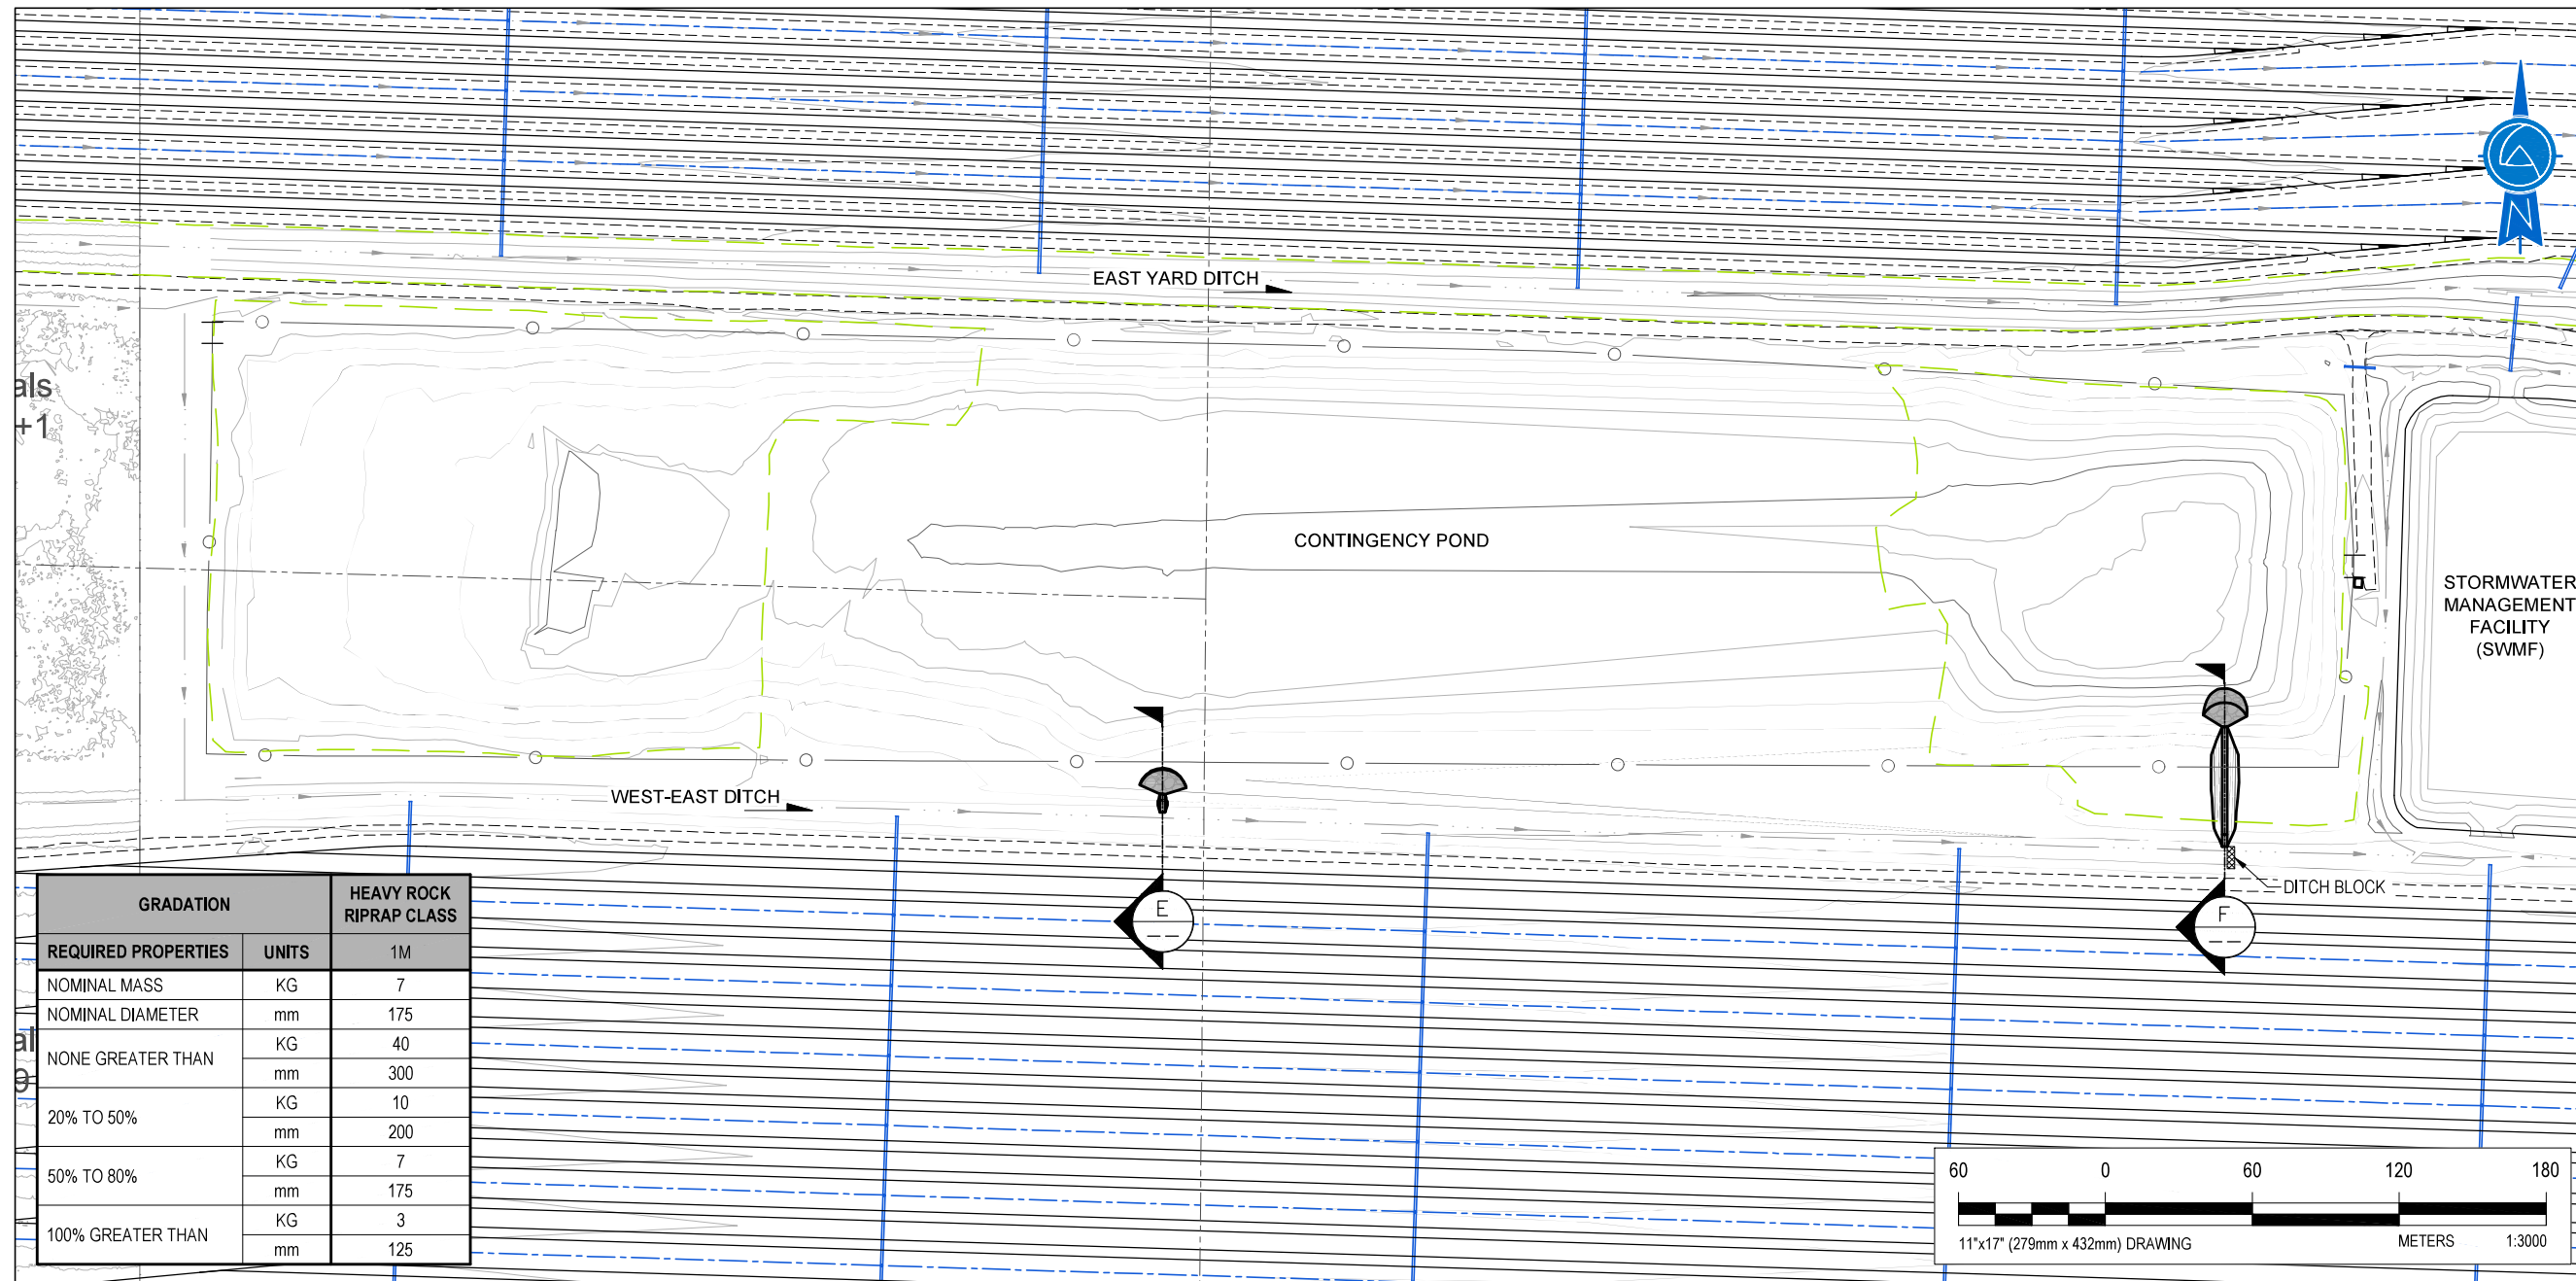 N
EAST YARD DITCH
als
+1
CONTINGENCY POND
STORMWATER
MANAGEMENT
FACILITY
(SWMF)
WEST-EAST DITCH
DITCH BLOCK
E
F
GRADATION HEAVY ROCK
RIPRAP CLASS
REQUIRED PROPERTIES UNITS 1M
NOMINAL MASS KG 7
NOMINAL DIAMETER mm 175
NONE GREATER THAN KG 40
mm 300
20% TO 50% KG 10
mm 200
50% TO 80% KG 7
mm 175
100% GREATER THAN KG 3
mm 125
al
9
60 0 60 120 180
11"x17" (279mm x 432mm) DRAWING METERS 1:3000